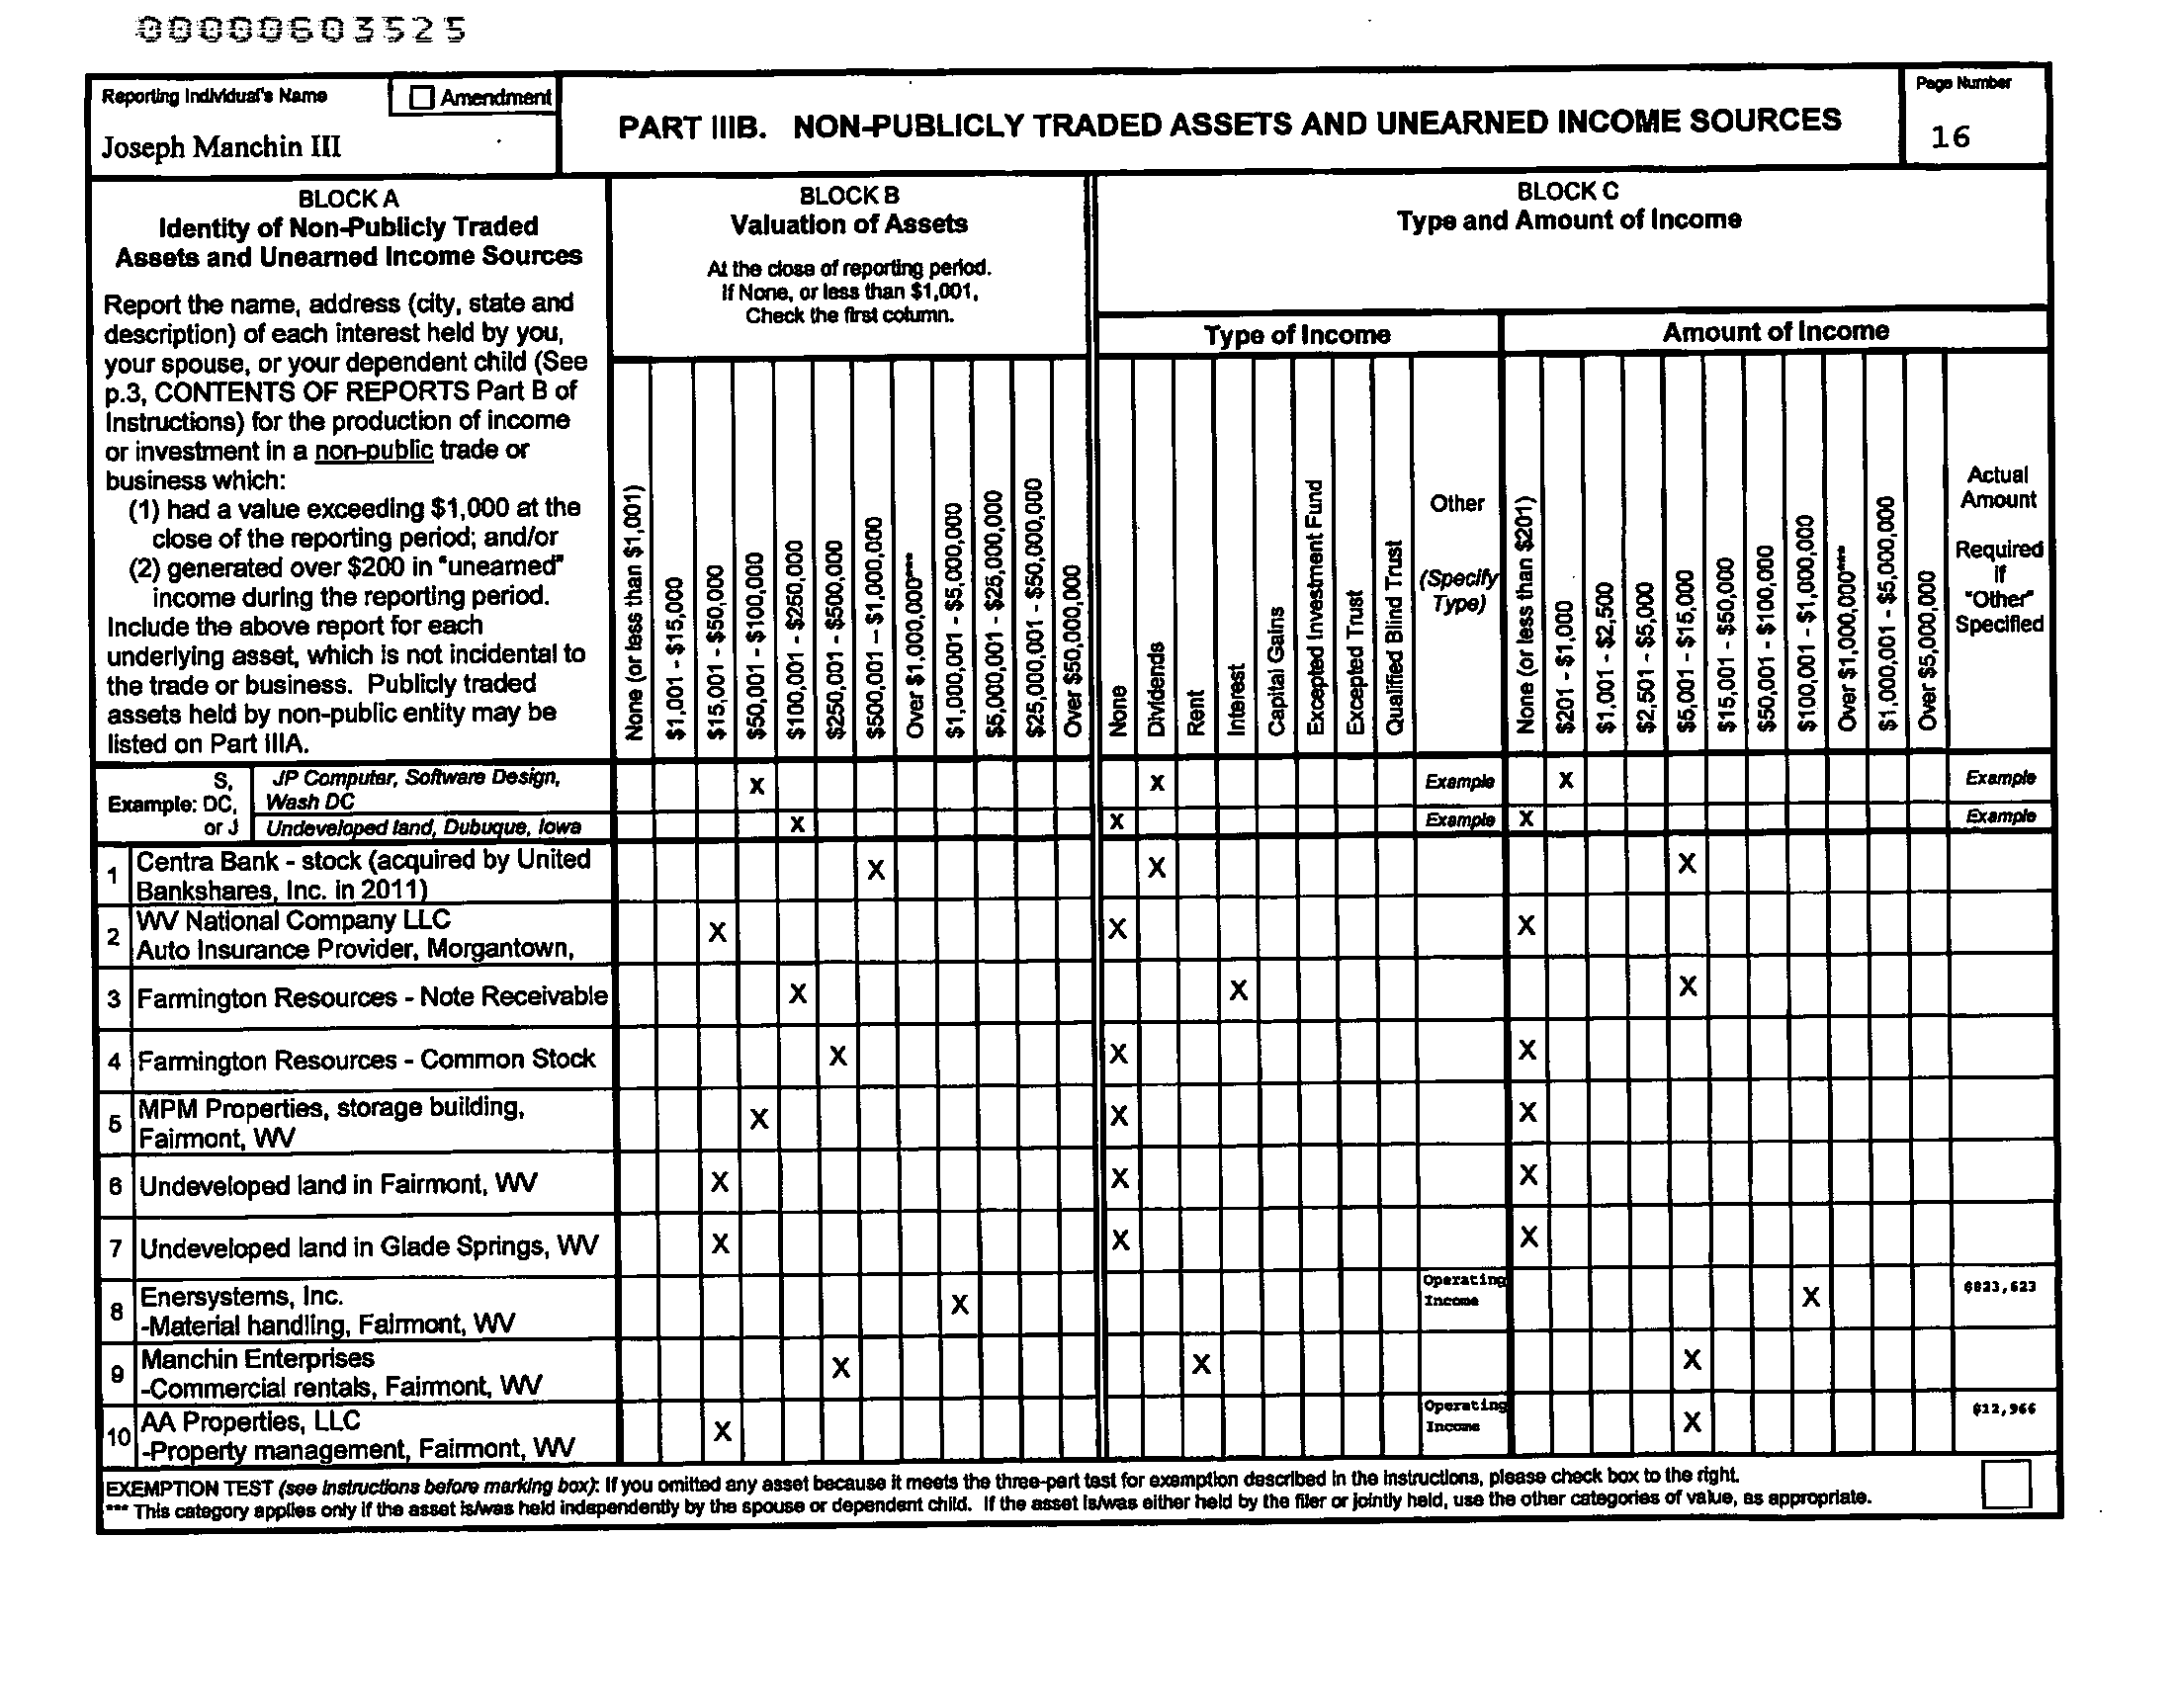 00000603525
Reporting Individual's Name
Amendment
Joseph Manchin III
PART IIIB. NON-PUBLICLY TRADED ASSETS AND UNEARNED INCOME SOURCES
Page Number
16
BLOCK A
Identity of Non-Publicly Traded
Assets and Unearned Income Sources
Report the name, address (city, state and
description) of each interest held by you,
your spouse, or your dependent child (See
p.3, CONTENTS OF REPORTS Part B of
Instructions) for the production of income
or investment in a non-public trade or
business which:
(1) had a value exceeding $1,000 at the
close of the reporting period; and/or
(2) generated over $200 in "unearned"
income during the reporting period.
Include the above report for each
underlying asset, which is not incidental to
the trade or business. Publicly traded
assets held by non-public entity may be
listed on Part IIIA.
BLOCK B
Valuation of Assets
At the close of reporting period.
If None, or less than $1,001,
Check the first column.
None (or less than $1,001)
$1,001 - $15,000
$15,001 - $50,000
$50,001 - $100,000
$100,001 - $250,000
$250,001 - $500,000
$500,001 – $1,000,000
Over $1,000,000***
$1,000,001 - $5,000,000
$5,000,001 - $25,000,000
$25,000,001 - $50,000,000
Over $50,000,000
BLOCK C
Type and Amount of Income
Type of Income
None
Dividends
Rent
Interest
Capital Gains
Excepted Investment Fund
Excepted Trust
Qualified Blind Trust
Other
(Specify
Type)
Amount of Income
None (or less than $201)
$201 - $1,000
$1,001 - $2,500
$2,501 - $5,000
$5,001 - $15,000
$15,001 - $50,000
$50,001 - $100,000
$100,001 - $1,000,000
Over $1,000,000***
$1,000,001 - $5,000,000
Over $5,000,000
Actual
Amount
Required
if
"Other"
Specified
Example:
S,
DC,
or J
JP Computer, Software Design,
Wash DC
X X Example X Example
Undeveloped land, Dubuque, Iowa X X Example X Example
1 Centra Bank - stock (acquired by United
Bankshares, Inc. in 2011)
X X X
2 WV National Company LLC
Auto Insurance Provider, Morgantown,
X X X
3 Farmington Resources - Note Receivable X X X
4 Farmington Resources - Common Stock X X X
5 MPM Properties, storage building,
Fairmont, WV
X X X
6 Undeveloped land in Fairmont, WV X X X
7 Undeveloped land in Glade Springs, WV X X X
8 Enersystems, Inc.
-Material handling, Fairmont, WV
X Operating
Income
X $823,623
9 Manchin Enterprises
-Commercial rentals, Fairmont, WV
X X X
10 AA Properties, LLC
-Property management, Fairmont, WV
X Operating
Income
X $12,966
EXEMPTION TEST (see instructions before marking box): If you omitted any asset because it meets the three-part test for exemption described in the instructions, please check box to the right.
*** This category applies only if the asset is/was held independently by the spouse or dependent child. If the asset is/was either held by the filer or jointly held, use the other categories of value, as appropriate.